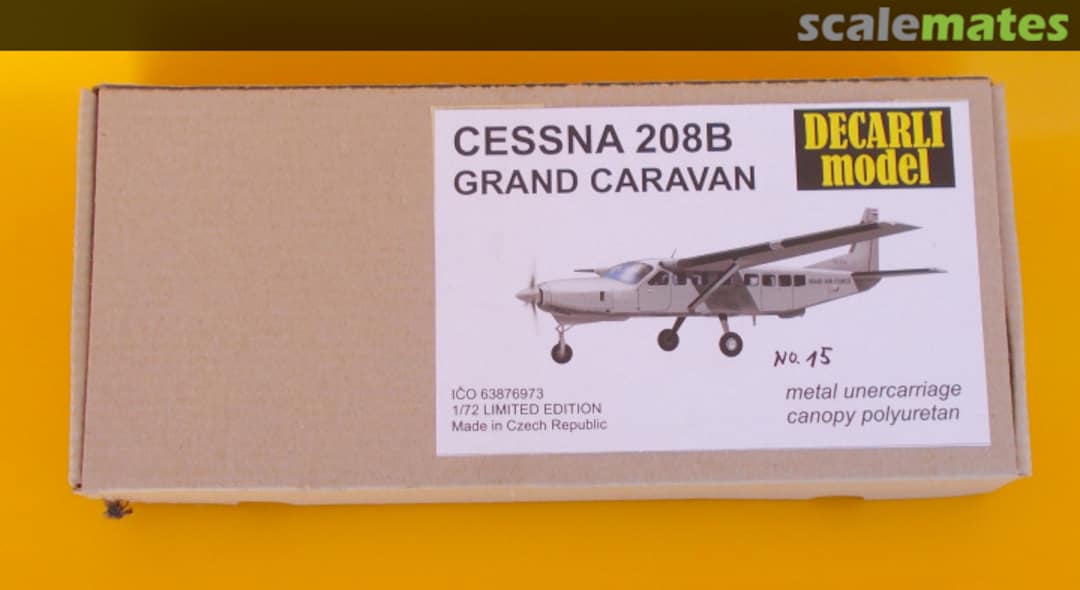 scalemates
CESSNA 208B
GRAND CARAVAN
DECARLI
model
No. 15
IČO 63876973
1/72 LIMITED EDITION
Made in Czech Republic
metal unercarriage
canopy polyuretan